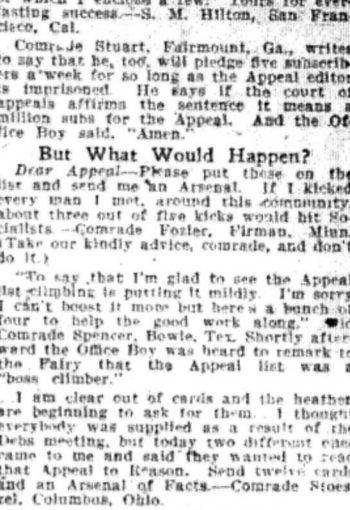 which I enclose a few. Yours for ever-
lasting success.—S. M. Hilton, San Fran-
cisco, Cal.
Comrade Stuart, Fairmount, Ga., writes
to say that he, too, will pledge five subscrib-
ers a week for so long as the Appeal editor
is imprisoned. He says if the court of
appeals affirms the sentence it means a
million subs for the Appeal. And the Of-
fice Boy said, "Amen."
But What Would Happen?
Dear Appeal—Please put these on the
list and send me an Arsenal. If I kicked
every man I met, around this community,
about three out of five kicks would hit So-
cialists.—Comrade Fozler, Firman, Minn.
(Take our kindly advice, comrade, and don't
do it.)
"To say that I'm glad to see the Appeal
list climbing is putting it mildly. I'm sorry
I can't boost it more but here's a bunch of
four to help the good work along."
Comrade Spencer, Bowie, Tex. Shortly after-
ward the Office Boy was heard to remark to
the Fairy that the Appeal list was a
"boss climber."
I am clear out of cards and the heathen
are beginning to ask for them. I thought
everybody was supplied as a result of the
Debs meeting, but today two different ones
came to me and said they wanted to read
that Appeal to Reason. Send twelve cards
and an Arsenal of Facts.—Comrade Stoes-
rel, Columbus, Ohio.